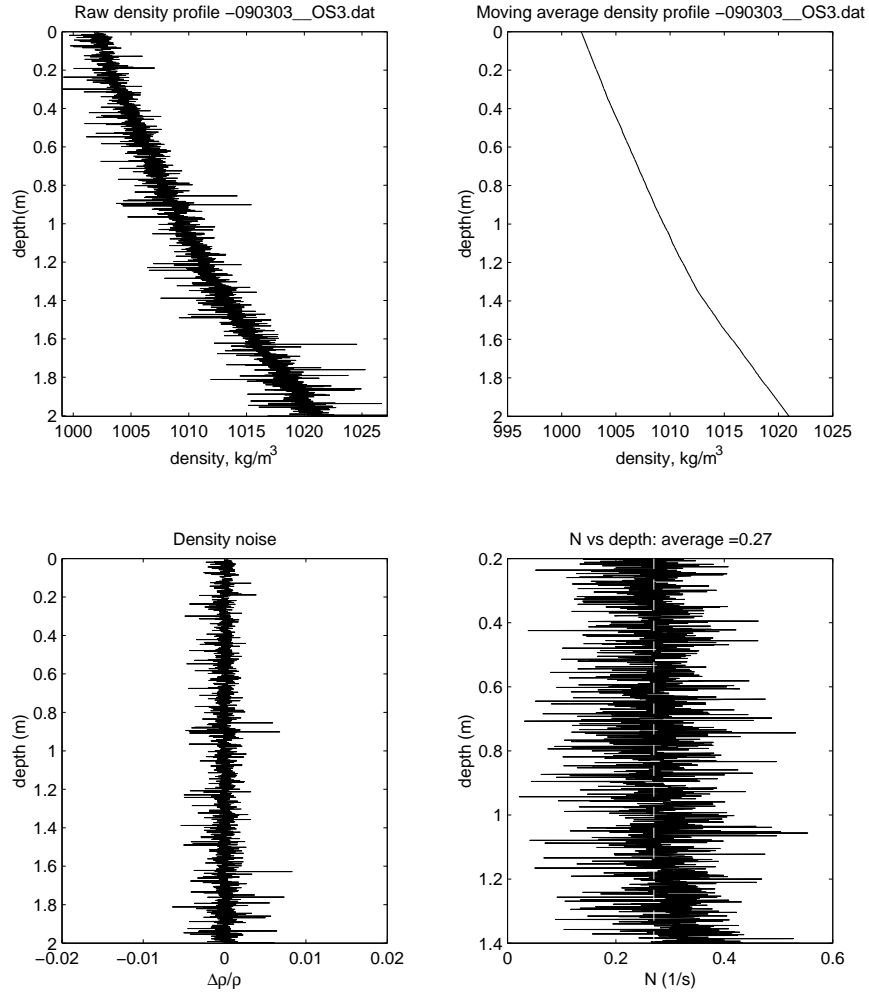 Raw density profile −090303__OS3.dat
0
0.2
0.4
0.6
0.8
1
1.2
1.4
1.6
1.8
2
depth(m)
1000 1005 1010 1015 1020 1025
density, kg/m3
Moving average density profile −090303__OS3.dat
0
0.2
0.4
0.6
0.8
1
1.2
1.4
1.6
1.8
2
depth(m)
995 1000 1005 1010 1015 1020 1025
density, kg/m3
Density noise
0
0.2
0.4
0.6
0.8
1
1.2
1.4
1.6
1.8
2
depth (m)
−0.02 −0.01 0 0.01 0.02
Δρ/ρ
N vs depth: average =0.27
0.2
0.4
0.6
0.8
1
1.2
1.4
depth (m)
0 0.2 0.4 0.6
N (1/s)